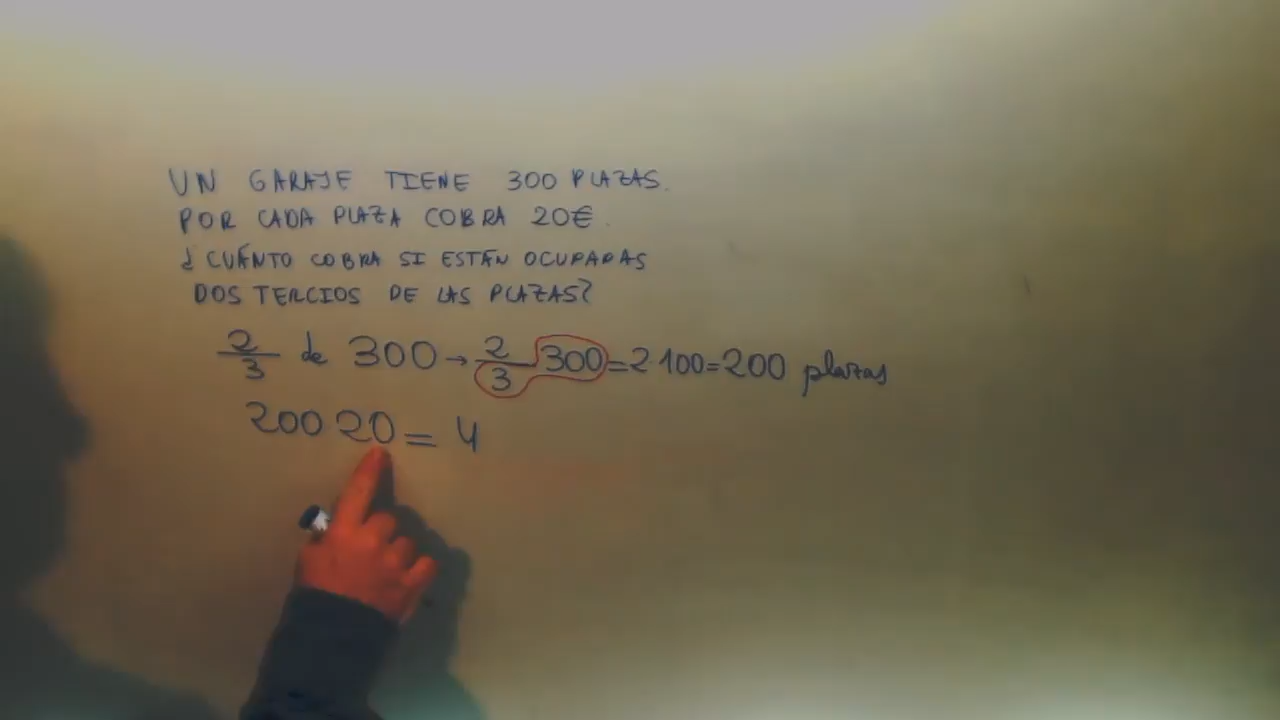 UN GARAJE TIENE 300 PLAZAS.
POR CADA PLAZA COBRA 20€.
¿CUÁNTO COBRA SI ESTÁN OCUPADAS
DOS TERCIOS DE LAS PLAZAS?
2/3 de 300 → 2/3 300 = 2·100 = 200 plazas
200 20 = 4